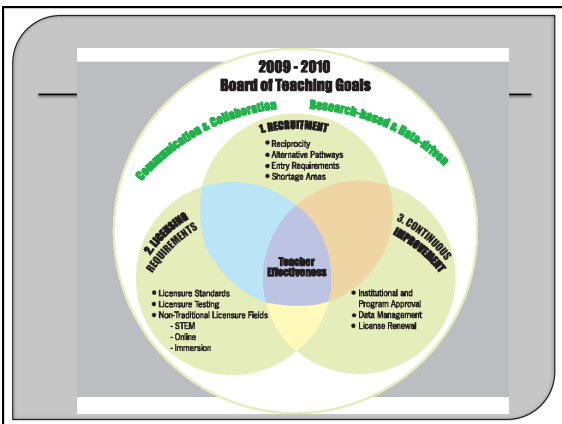 2009 - 2010
Board of Teaching Goals
Communication & Collaboration
Research-based & Data-driven
1. RECRUITMENT
• Reciprocity
• Alternative Pathways
• Entry Requirements
• Shortage Areas
2. LICENSING
REQUIREMENTS
3. CONTINUOUS
IMPROVEMENT
Teacher
Effectiveness
• Licensure Standards
• Licensure Testing
• Non-Traditional Licensure Fields
- STEM
- Online
- Immersion
• Institutional and
Program Approval
• Data Management
• License Renewal